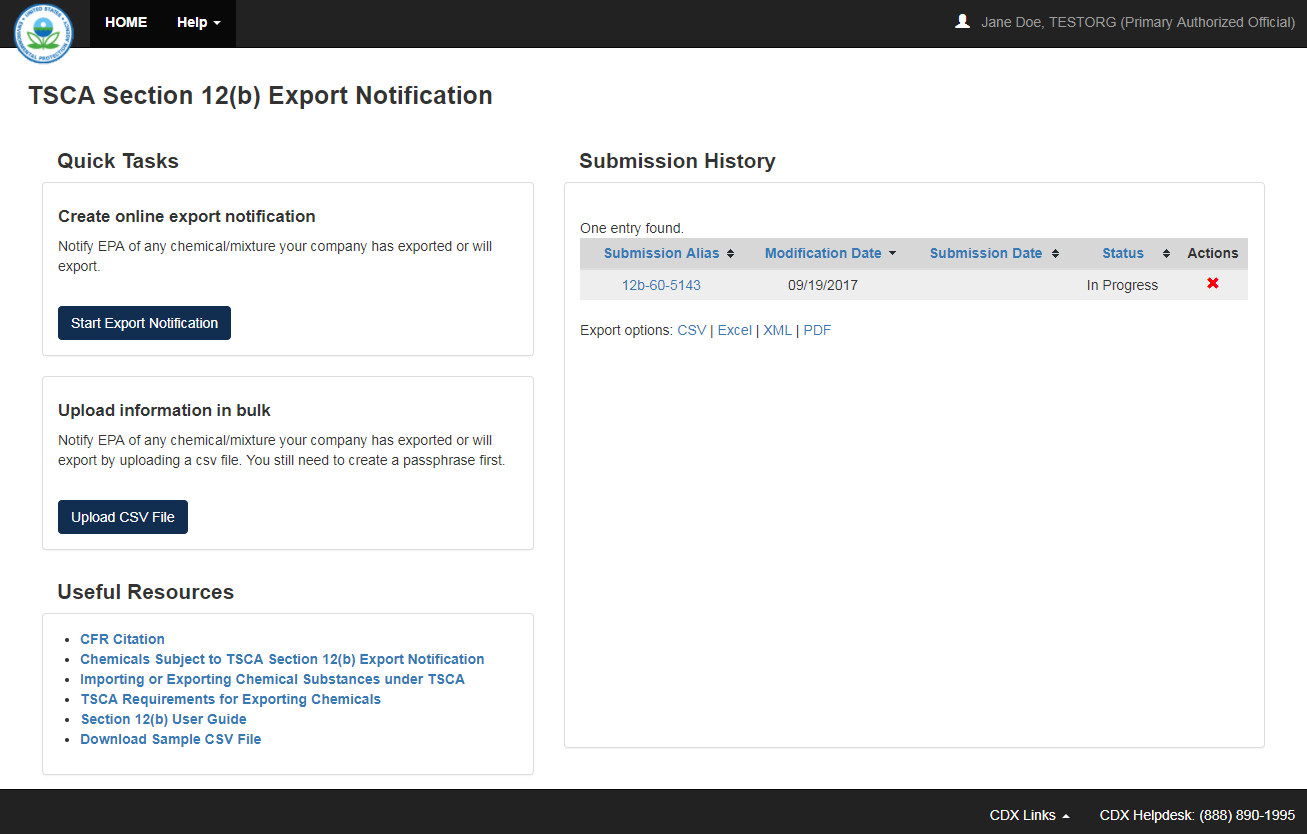 HOME Help
Jane Doe, TESTORG (Primary Authorized Official)
TSCA Section 12(b) Export Notification
Quick Tasks
Create online export notification
Notify EPA of any chemical/mixture your company has exported or will
export.
Start Export Notification
Upload information in bulk
Notify EPA of any chemical/mixture your company has exported or will
export by uploading a csv file. You still need to create a passphrase first.
Upload CSV File
Useful Resources
CFR Citation
Chemicals Subject to TSCA Section 12(b) Export Notification
Importing or Exporting Chemical Substances under TSCA
TSCA Requirements for Exporting Chemicals
Section 12(b) User Guide
Download Sample CSV File
Submission History
One entry found.
Submission Alias Modification Date Submission Date Status Actions
12b-60-5143 09/19/2017 In Progress
Export options: CSV | Excel | XML | PDF
CDX Links CDX Helpdesk: (888) 890-1995